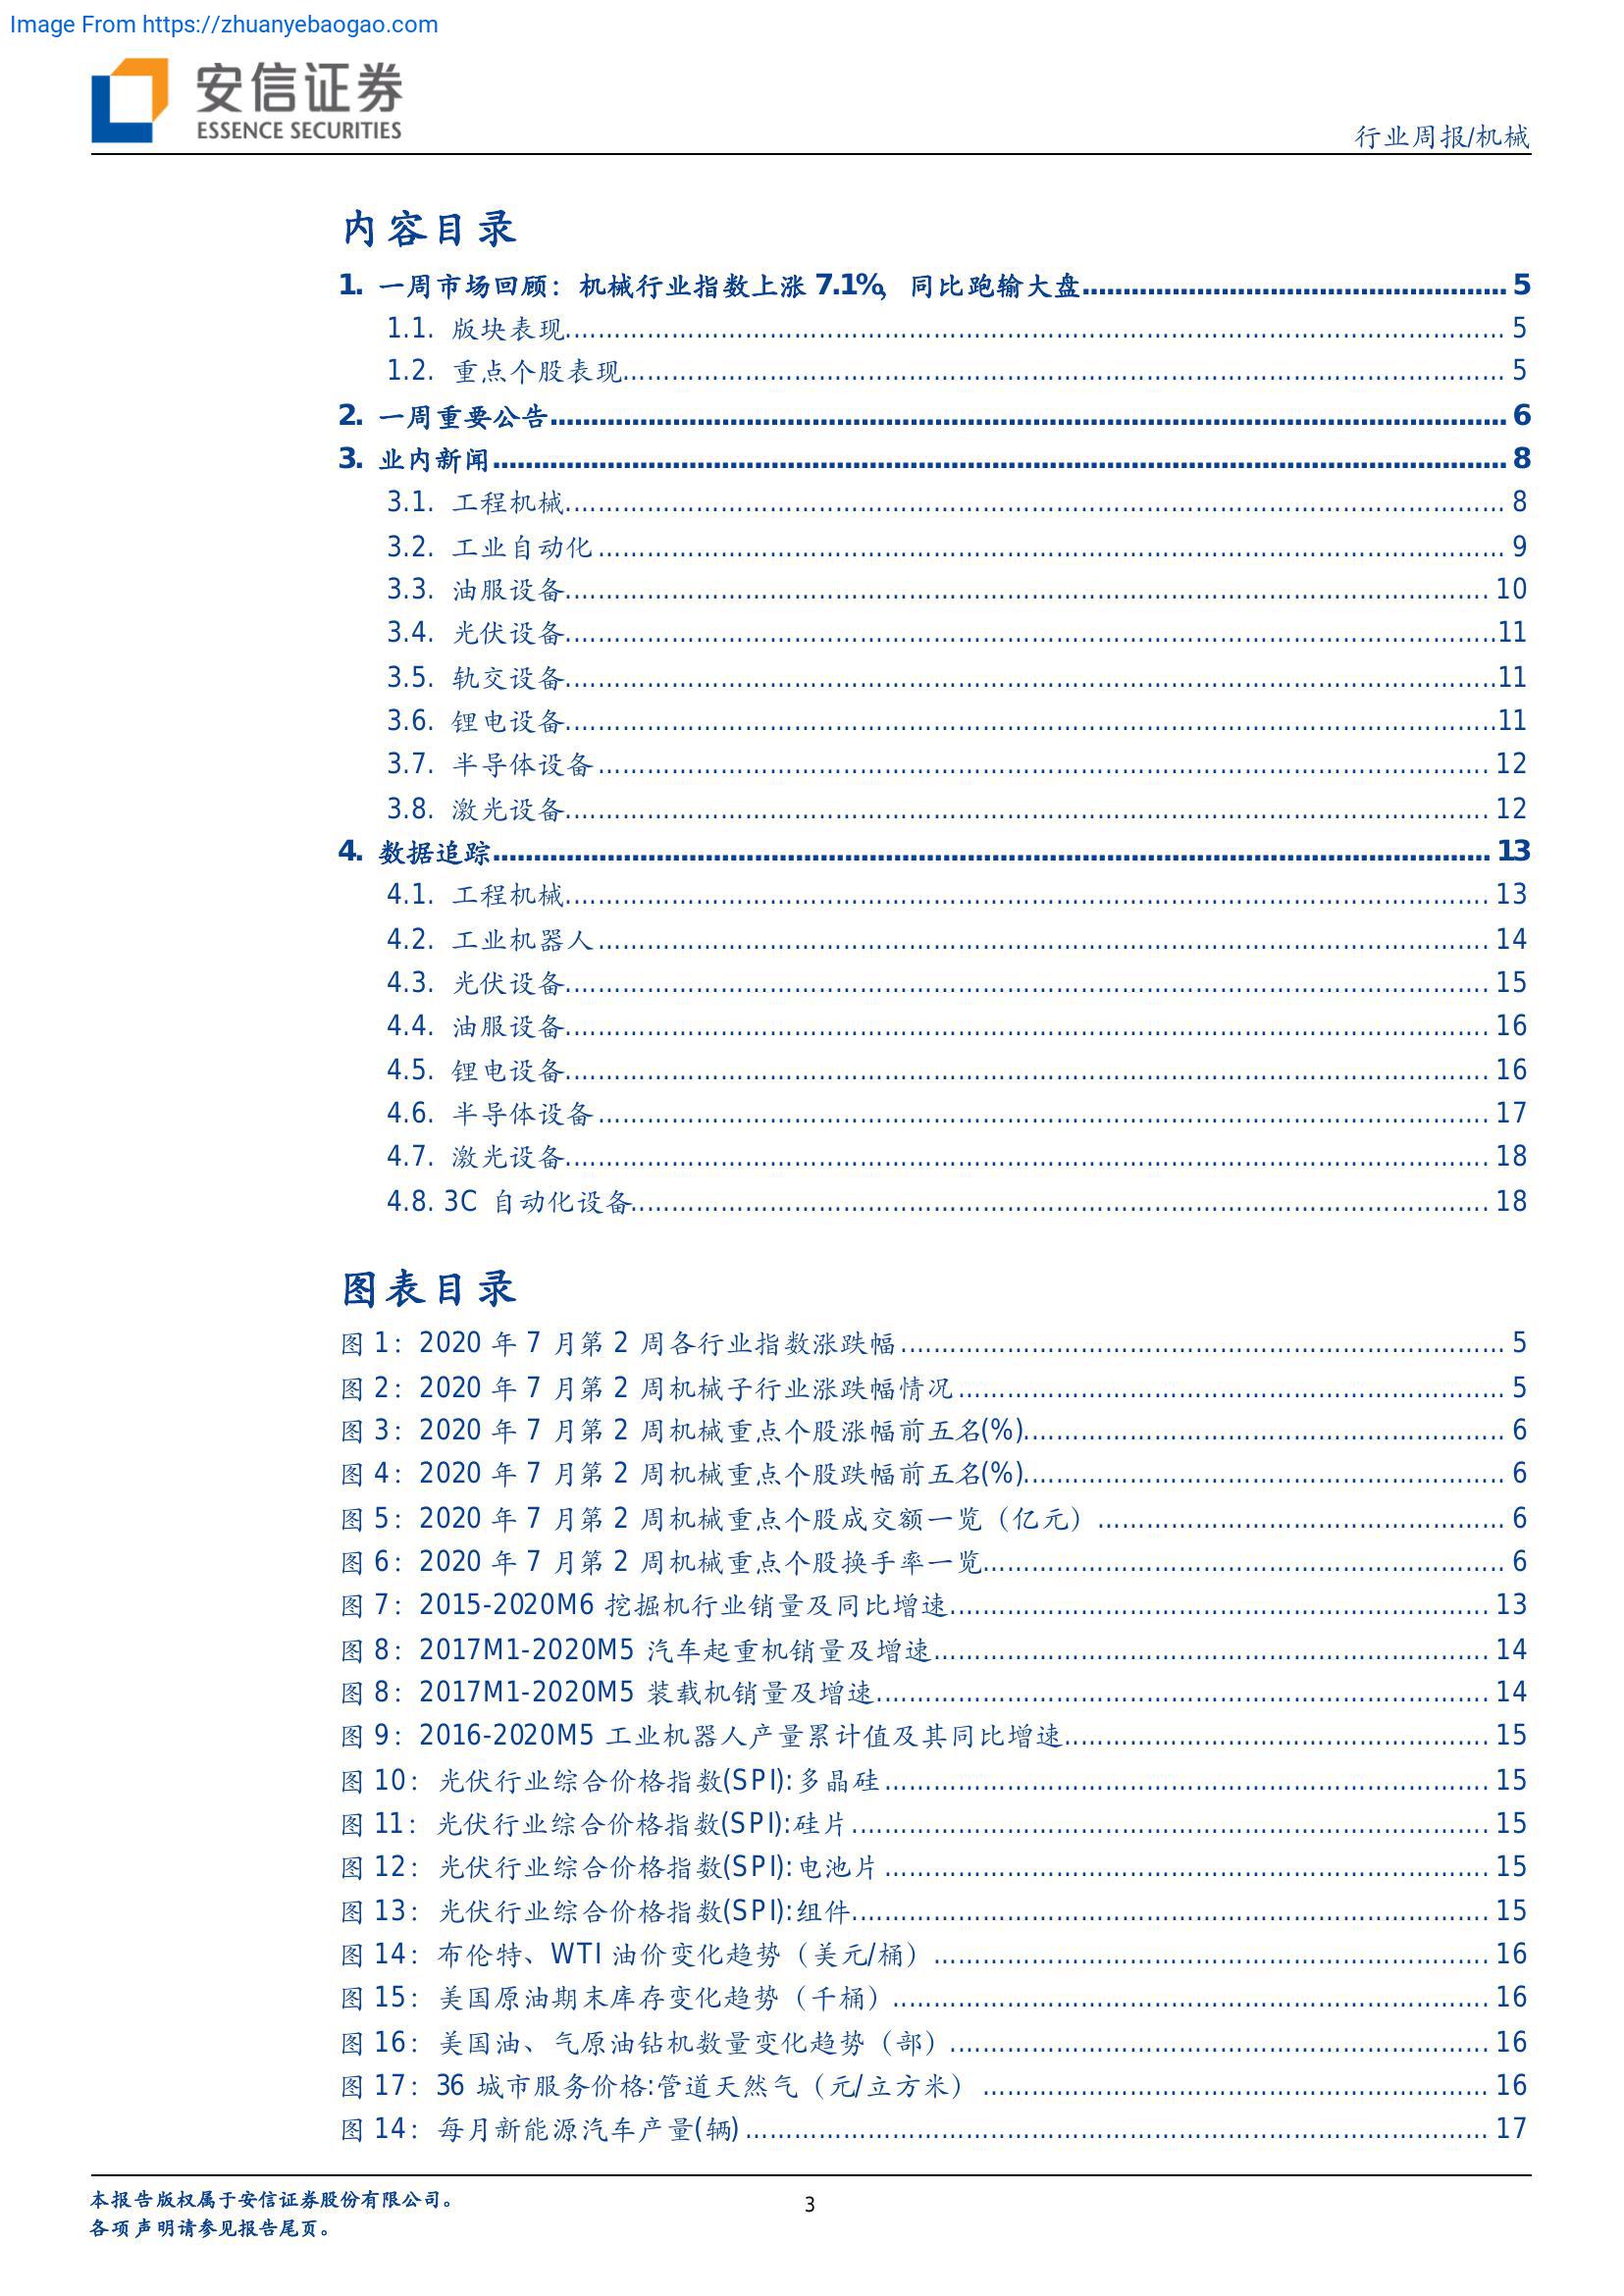 Image From https://zhuanyebaogao.com
安信证券
ESSENCE SECURITIES
行业周报/机械
内容目录
1. 一周市场回顾：机械行业指数上涨 7.1%，同比跑输大盘 5
1.1. 版块表现 5
1.2. 重点个股表现 5
2. 一周重要公告 6
3. 业内新闻 8
3.1. 工程机械 8
3.2. 工业自动化 9
3.3. 油服设备 10
3.4. 光伏设备 11
3.5. 轨交设备 11
3.6. 锂电设备 11
3.7. 半导体设备 12
3.8. 激光设备 12
4. 数据追踪 13
4.1. 工程机械 13
4.2. 工业机器人 14
4.3. 光伏设备 15
4.4. 油服设备 16
4.5. 锂电设备 16
4.6. 半导体设备 17
4.7. 激光设备 18
4.8. 3C 自动化设备 18
图表目录
图 1：2020 年 7 月第 2 周各行业指数涨跌幅 5
图 2：2020 年 7 月第 2 周机械子行业涨跌幅情况 5
图 3：2020 年 7 月第 2 周机械重点个股涨幅前五名(%) 6
图 4：2020 年 7 月第 2 周机械重点个股跌幅前五名(%) 6
图 5：2020 年 7 月第 2 周机械重点个股成交额一览（亿元） 6
图 6：2020 年 7 月第 2 周机械重点个股换手率一览 6
图 7：2015-2020M6 挖掘机行业销量及同比增速 13
图 8：2017M1-2020M5 汽车起重机销量及增速 14
图 8：2017M1-2020M5 装载机销量及增速 14
图 9：2016-2020M5 工业机器人产量累计值及其同比增速 15
图 10：光伏行业综合价格指数(SPI):多晶硅 15
图 11：光伏行业综合价格指数(SPI):硅片 15
图 12：光伏行业综合价格指数(SPI):电池片 15
图 13：光伏行业综合价格指数(SPI):组件 15
图 14：布伦特、WTI 油价变化趋势（美元/桶） 16
图 15：美国原油期末库存变化趋势（千桶） 16
图 16：美国油、气原油钻机数量变化趋势（部） 16
图 17：36 城市服务价格:管道天然气（元/立方米） 16
图 14：每月新能源汽车产量(辆) 17
本报告版权属于安信证券股份有限公司。
各项声明请参见报告尾页。
3